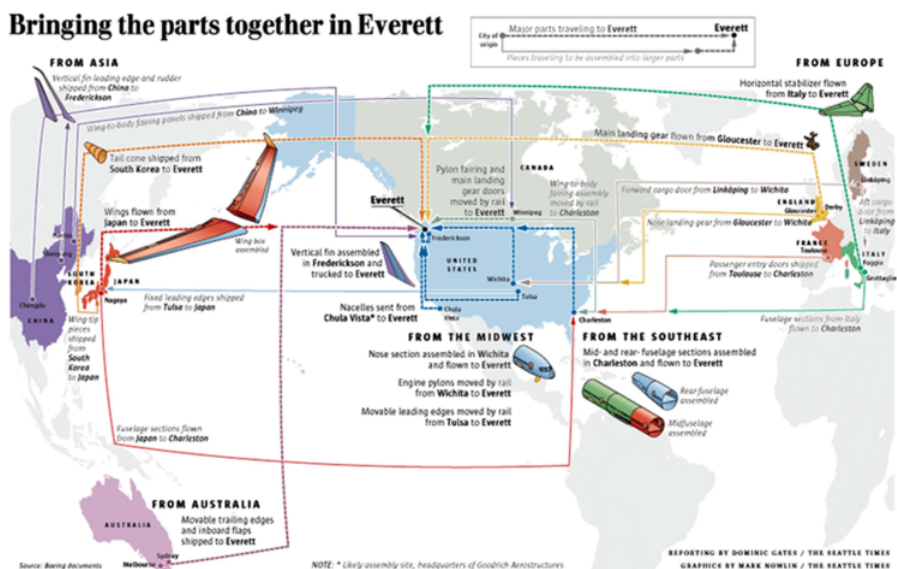 Bringing the parts together in Everett
City of
origin
Major parts traveling to Everett
Everett
Pieces traveling to be assembled into larger parts
FROM ASIA
Vertical fin leading edge and rudder
shipped from China to
Frederickson
Wing-to-body fairing panels shipped from China to Winnipeg
Tail cone shipped from
South Korea to Everett
Wings flown from
Japan to Everett
Wing box
assembled
FROM EUROPE
Horizontal stabilizer flown
from Italy to Everett
Main landing gear flown from Gloucester to Everett
Pylon fairing and
main landing
gear doors
moved by rail
to Everett
CANADA
Winnipeg
Wing-to-body
fairing assembly
moved by rail
to Charleston
Forward cargo door from Linköping to Wichita
SWEDEN
Linköping
Aft cargo
door from
Linköping
to Italy
ENGLAND
Derby
Gloucester
Nose landing gear from Gloucester to Wichita
FRANCE
Toulouse
Passenger entry doors shipped
from Toulouse to Charleston
ITALY
Foggia
Grottaglie
Fuselage sections from Italy
flown to Charleston
Everett
Frederickson
UNITED
STATES
Wichita
Tulsa
Chula
Vista
Charleston
Vertical fin assembled
in Frederickson and
trucked to Everett
Nacelles sent from
Chula Vista* to Everett
SOUTH
KOREA
JAPAN
Nagoya
Chengdu
CHINA
Fixed leading edges shipped
from Tulsa to Japan
Wing tip
pieces
shipped
from
South
Korea
to Japan
FROM THE MIDWEST
Nose section assembled in Wichita
and flown to Everett
Engine pylons moved by rail
from Wichita to Everett
Movable leading edges moved by rail
from Tulsa to Everett
FROM THE SOUTHEAST
Mid- and rear-fuselage sections assembled
in Charleston and flown to Everett
Rear fuselage
assembled
Midfuselage
assembled
Fuselage sections flown
from Japan to Charleston
FROM AUSTRALIA
Movable trailing edges
and inboard flaps
shipped to Everett
AUSTRALIA
Sydney
Melbourne
Source: Boeing documents
NOTE: * Likely assembly site, headquarters of Goodrich Aerostructures
REPORTING BY DOMINIC GATES / THE SEATTLE TIMES
GRAPHICS BY MARK NOWLIN / THE SEATTLE TIMES